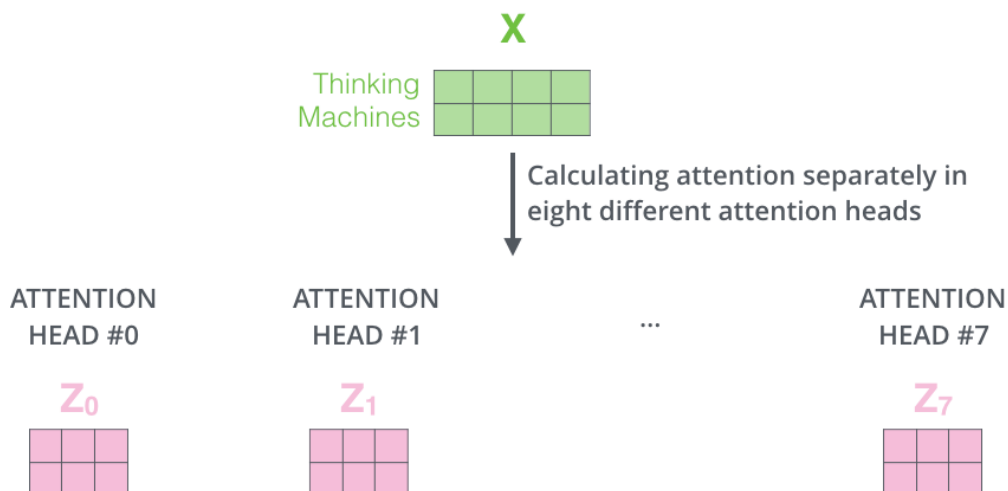 X
Thinking
Machines
Calculating attention separately in
eight different attention heads
ATTENTION
HEAD #0
ATTENTION
HEAD #1
...
ATTENTION
HEAD #7
Z₀
Z₁
Z₇